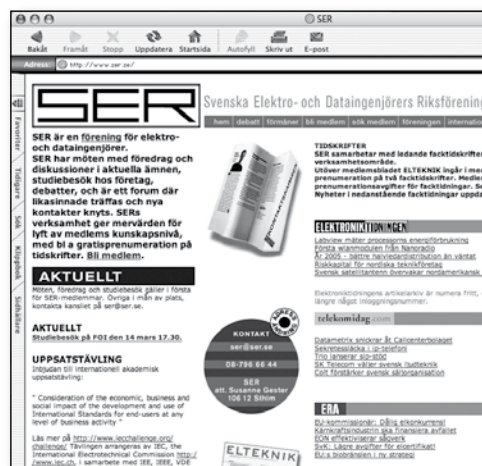 SER
Bakåt Framåt Stopp Uppdatera Startsida Autofyll Skriv ut E-post
Adress: http://www.ser.se/
Favoriter
Tidigare
Sök
Klippbok
Sidhållare
SER Svenska Elektro- och Dataingenjörers Riksförening
hem debatt förmåner bli medlem sök medlem föreningen internatio
SER är en förening för elektro-
och dataingenjörer.
SER har möten med föredrag och
diskussioner i aktuella ämnen,
studiebesök hos företag,
debatter, och är ett forum där
likasinnade träffas och nya
kontakter knyts. SERs
verksamhet ger mervärden för
lyft av medlems kunskapsnivå,
med bl a gratisprenumeration på
tidskrifter. Bli medlem.
AKTUELLT
Möten, föredrag och studiebesök gäller i första
för SER-medlemmar. Övriga i mån av plats,
kontakta kansliet på ser@ser.se.
AKTUELLT
Studiebesök på FOI den 14 mars 17.30.
UPPSATSTÄVLING
Inbjudan till internationell akademisk
uppsatstävling:
" Consideration of the economic, business and
social impact of the development and use of
International Standards for end-users at any
level of business activity "
Läs mer på http://www.iecchallenge.org/
challenge/ Tävlingen arrangeras av IEC, the
International Electrotechnical Commission http:/
/www.iec.ch, i samarbete med IEE, IEEE, VDE
ADRESS
ÄNDRING
KONTAKT
ser@ser.se
08-796 66 44
SER
att. Susanne Gester
106 12 Sthlm
ELTEKNIK
TIDSKRIFTER
SER samarbetar med ledande facktidskrifter
verksamhetsområde.
Utöver medlemsbladet ELTEKNIK ingår i me
prenumeration på två facktidskrifter. Medle
prenumerationsavgifter för facktidningar. Se
Nyheter i nedanstående facktidningar uppda
ELEKTRONIKTIDNINGEN
Labview mäter processorns energiförbrukning
Första wlanmodulen från Nanoradio
År 2005 - bättre halvledardistribution än väntat
Riskkapital för nordiska teknikföretag
Svensk satellitantenn övervakar nordamerikansk
Elektroniktidningens artikelarkiv är numera fritt,
längre något inloggningsnummer.
telekomidag.com
Datametrix snickrar åt Callcenterbolaget
Sekretessläcka i ip-telefoni
Trio lanserar sip-stöd
SK Telecom väljer svensk ljudteknik
Colt förstärker svensk säljorganisation
ERA
EU-kommissionär: Dålig elkonkurrens!
Kärnkraftsindustrin ska finansiera avfallet
EON effektiviserar sågverk
SvK: Lägre avgifter för elcertifikat!
EU:s biobränslen i ny strategi